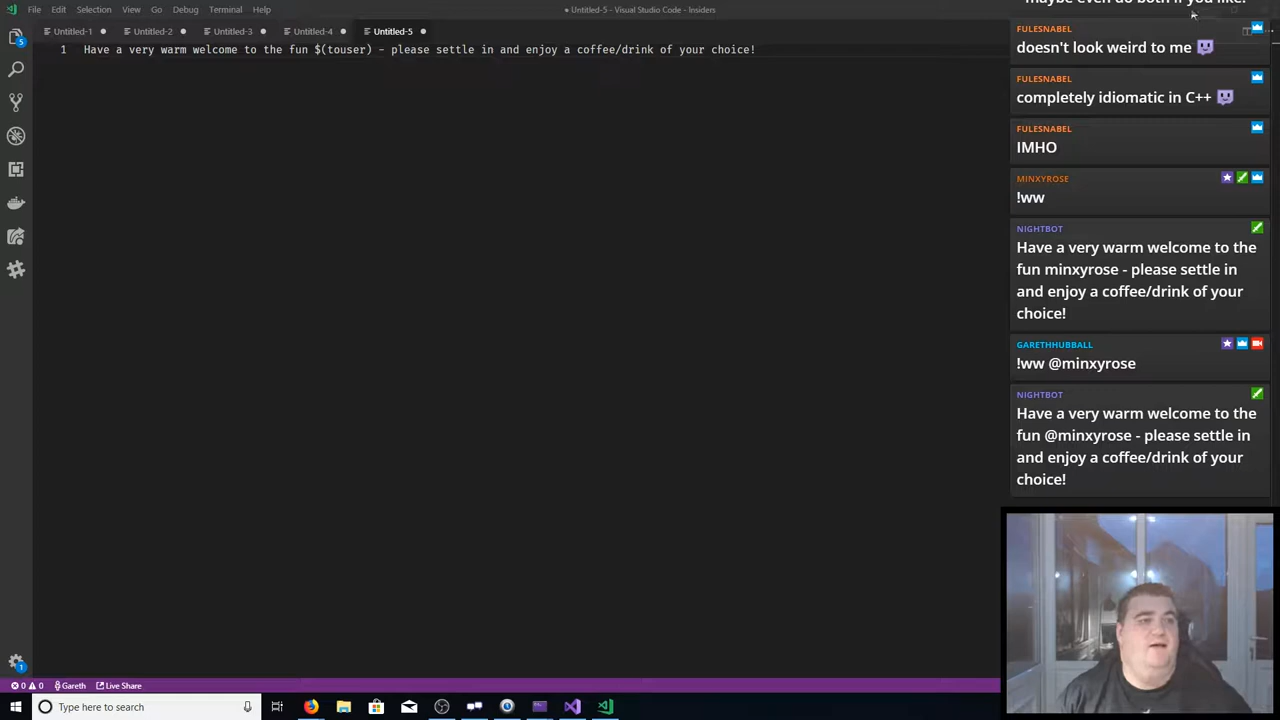 File Edit Selection View Go Debug Terminal Help
● Untitled-5 - Visual Studio Code - Insiders
Untitled-1 Untitled-2 Untitled-3 Untitled-4 Untitled-5
1 Have a very warm welcome to the fun $(touser) - please settle in and enjoy a coffee/drink of your choice!
maybe even do both if you like!
FULESNABEL
doesn't look weird to me
FULESNABEL
completely idiomatic in C++
FULESNABEL
IMHO
MINXYROSE
!ww
NIGHTBOT
Have a very warm welcome to the
fun minxyrose - please settle in
and enjoy a coffee/drink of your
choice!
GARETHHUBBALL
!ww @minxyrose
NIGHTBOT
Have a very warm welcome to the
fun @minxyrose - please settle in
and enjoy a coffee/drink of your
choice!
5
1
0 0 Gareth Live Share
Type here to search